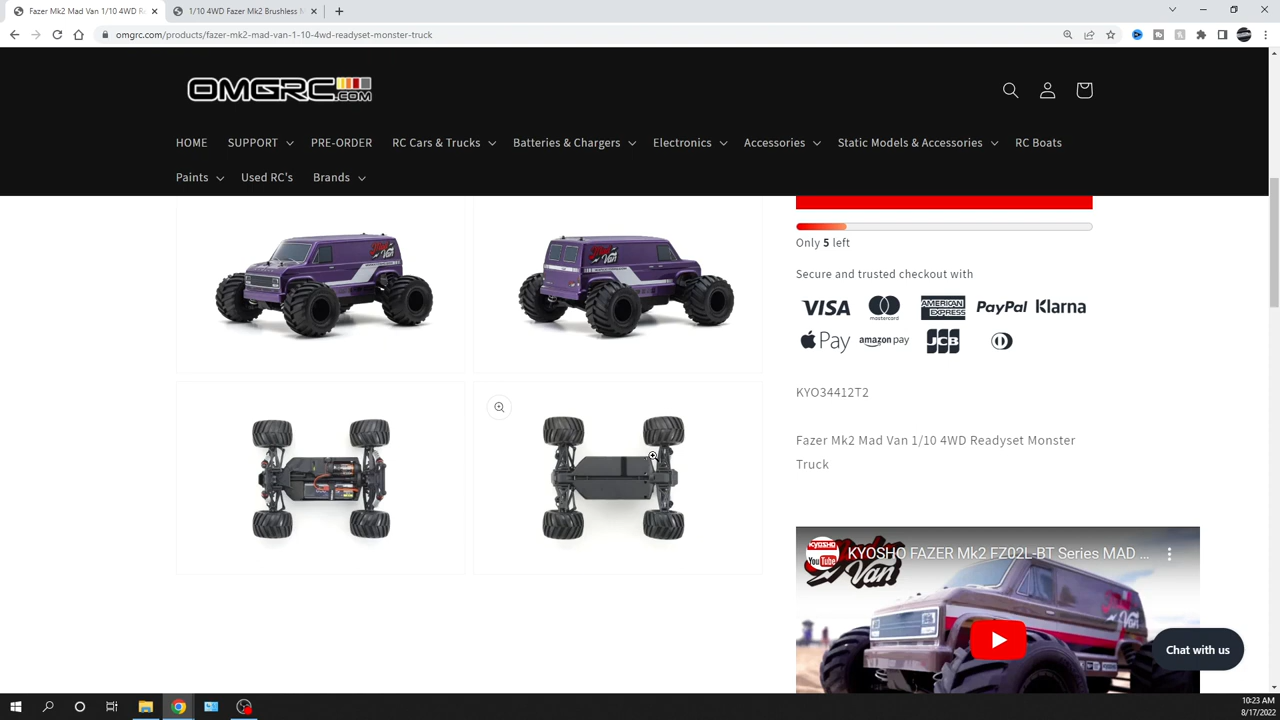 Fazer Mk2 Mad Van 1/10 4WD R
1/10 4WD Fazer Mk2 Brushless M
omgrc.com/products/fazer-mk2-mad-van-1-10-4wd-readyset-monster-truck
OMGRC.COM
HOME SUPPORT PRE-ORDER RC Cars & Trucks Batteries & Chargers Electronics Accessories Static Models & Accessories RC Boats
Paints Used RC's Brands
Only 5 left
Secure and trusted checkout with
VISA mastercard AMERICAN EXPRESS PayPal Klarna
Pay amazon pay JCB
KYO34412T2
Fazer Mk2 Mad Van 1/10 4WD Readyset Monster
Truck
KYOSHO YouTube KYOSHO FAZER Mk2 FZ02L-BT Series MAD ...
Van
Chat with us
10:23 AM
8/17/2022